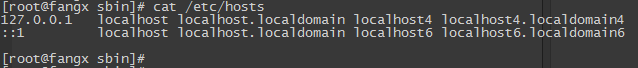 [root@fangx sbin]# cat /etc/hosts
127.0.0.1   localhost localhost.localdomain localhost4 localhost4.localdomain4
::1         localhost localhost.localdomain localhost6 localhost6.localdomain6

[root@fangx sbin]#